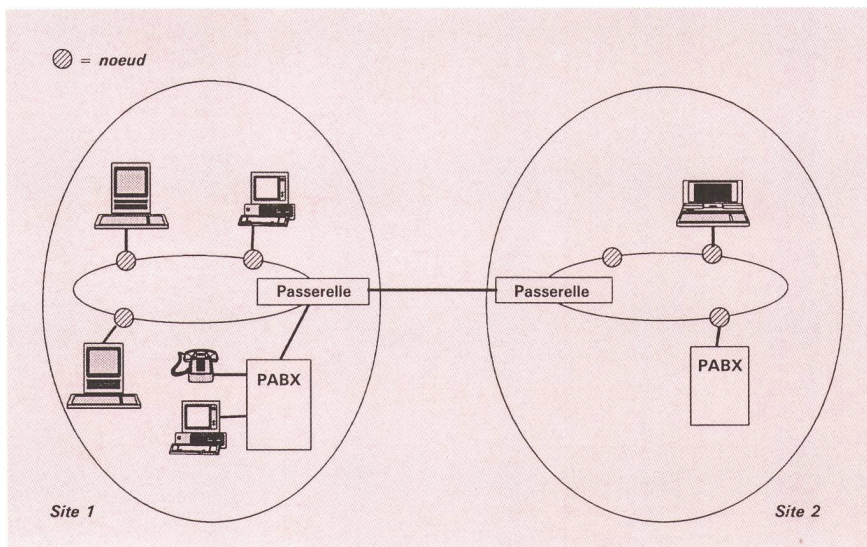 = noeud
Passerelle
Passerelle
PABX
PABX
Site 1
Site 2